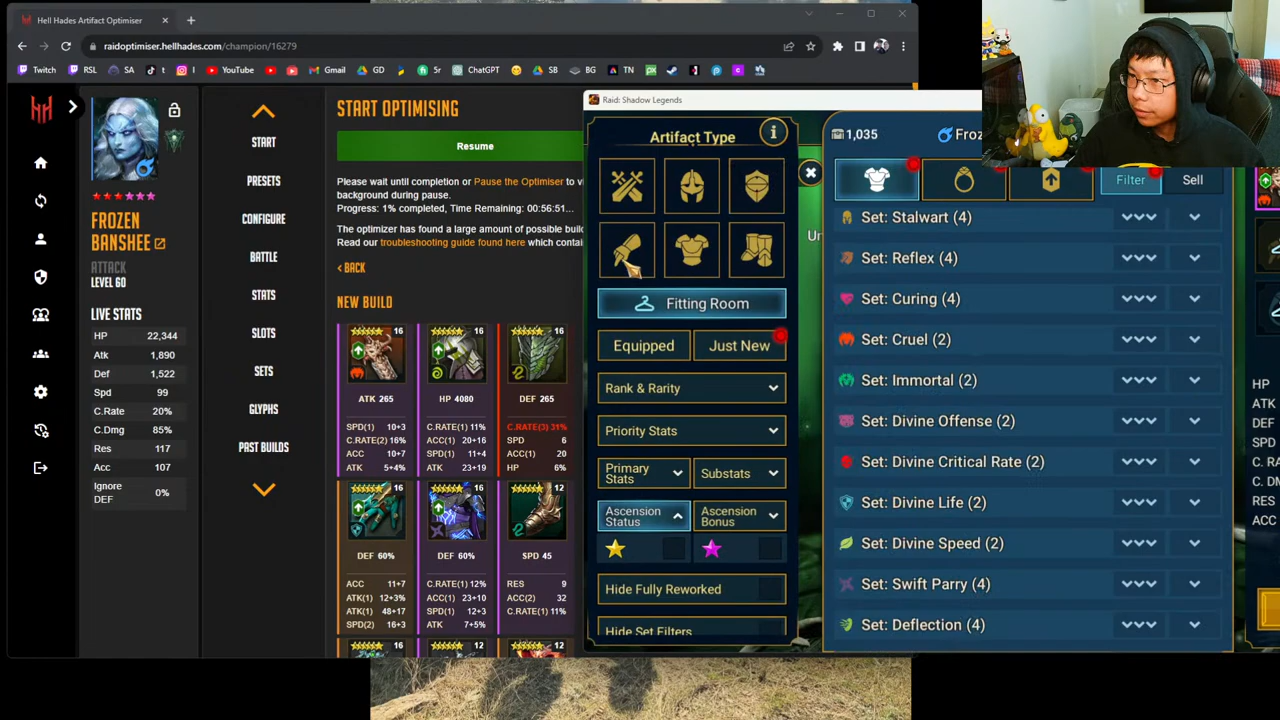 Hell Hades Artifact Optimiser
raidoptimiser.hellhades.com/champion/16279
Twitch RSL SA t I YouTube Gmail GD 5r ChatGPT SB BG TN
START OPTIMISING
Resume
Please wait until completion or Pause the Optimiser to vi
background during pause.
Progress: 1% completed, Time Remaining: 00:56:51...
The optimizer has found a large amount of possible build
Read our troubleshooting guide found here which contai
< BACK
NEW BUILD
FROZEN
BANSHEE
ATTACK
LEVEL 60
LIVE STATS
HP 22,344
Atk 1,890
Def 1,522
Spd 99
C.Rate 20%
C.Dmg 85%
Res 117
Acc 107
Ignore
DEF 0%
START
PRESETS
CONFIGURE
BATTLE
STATS
SLOTS
SETS
GLYPHS
PAST BUILDS
16 16 16
ATK 265 HP 4080 DEF 265
SPD(1) 10+3 C.RATE(1) 11% C.RATE(3) 31%
C.RATE(2) 16% ACC(1) 20+16 SPD 6
ACC 10+7 SPD(1) 11+4 ACC(1) 20
ATK 5+4% ATK 23+19 HP 6%
16 16 12
DEF 60% DEF 60% SPD 45
ACC 11+7 C.RATE(1) 12% RES 9
ATK(1) 12+3% ACC(1) 23+10 ACC(2) 32
ATK(1) 48+17 SPD(1) 12+3 C.RATE(1) 11%
SPD(2) 16+3 ATK 7+5%
16 12 12
Raid: Shadow Legends
Artifact Type
Fitting Room
Equipped Just New
Rank & Rarity
Priority Stats
Primary
Stats
Substats
Ascension
Status
Ascension
Bonus
Hide Fully Reworked
Hide Set Filters
Un
1,035 Froz
Filter Sell
Set: Stalwart (4)
Set: Reflex (4)
Set: Curing (4)
Set: Cruel (2)
Set: Immortal (2)
Set: Divine Offense (2)
Set: Divine Critical Rate (2)
Set: Divine Life (2)
Set: Divine Speed (2)
Set: Swift Parry (4)
Set: Deflection (4)
HP
ATK
DEF
SPD
C. RA
C. DM
RES
ACC